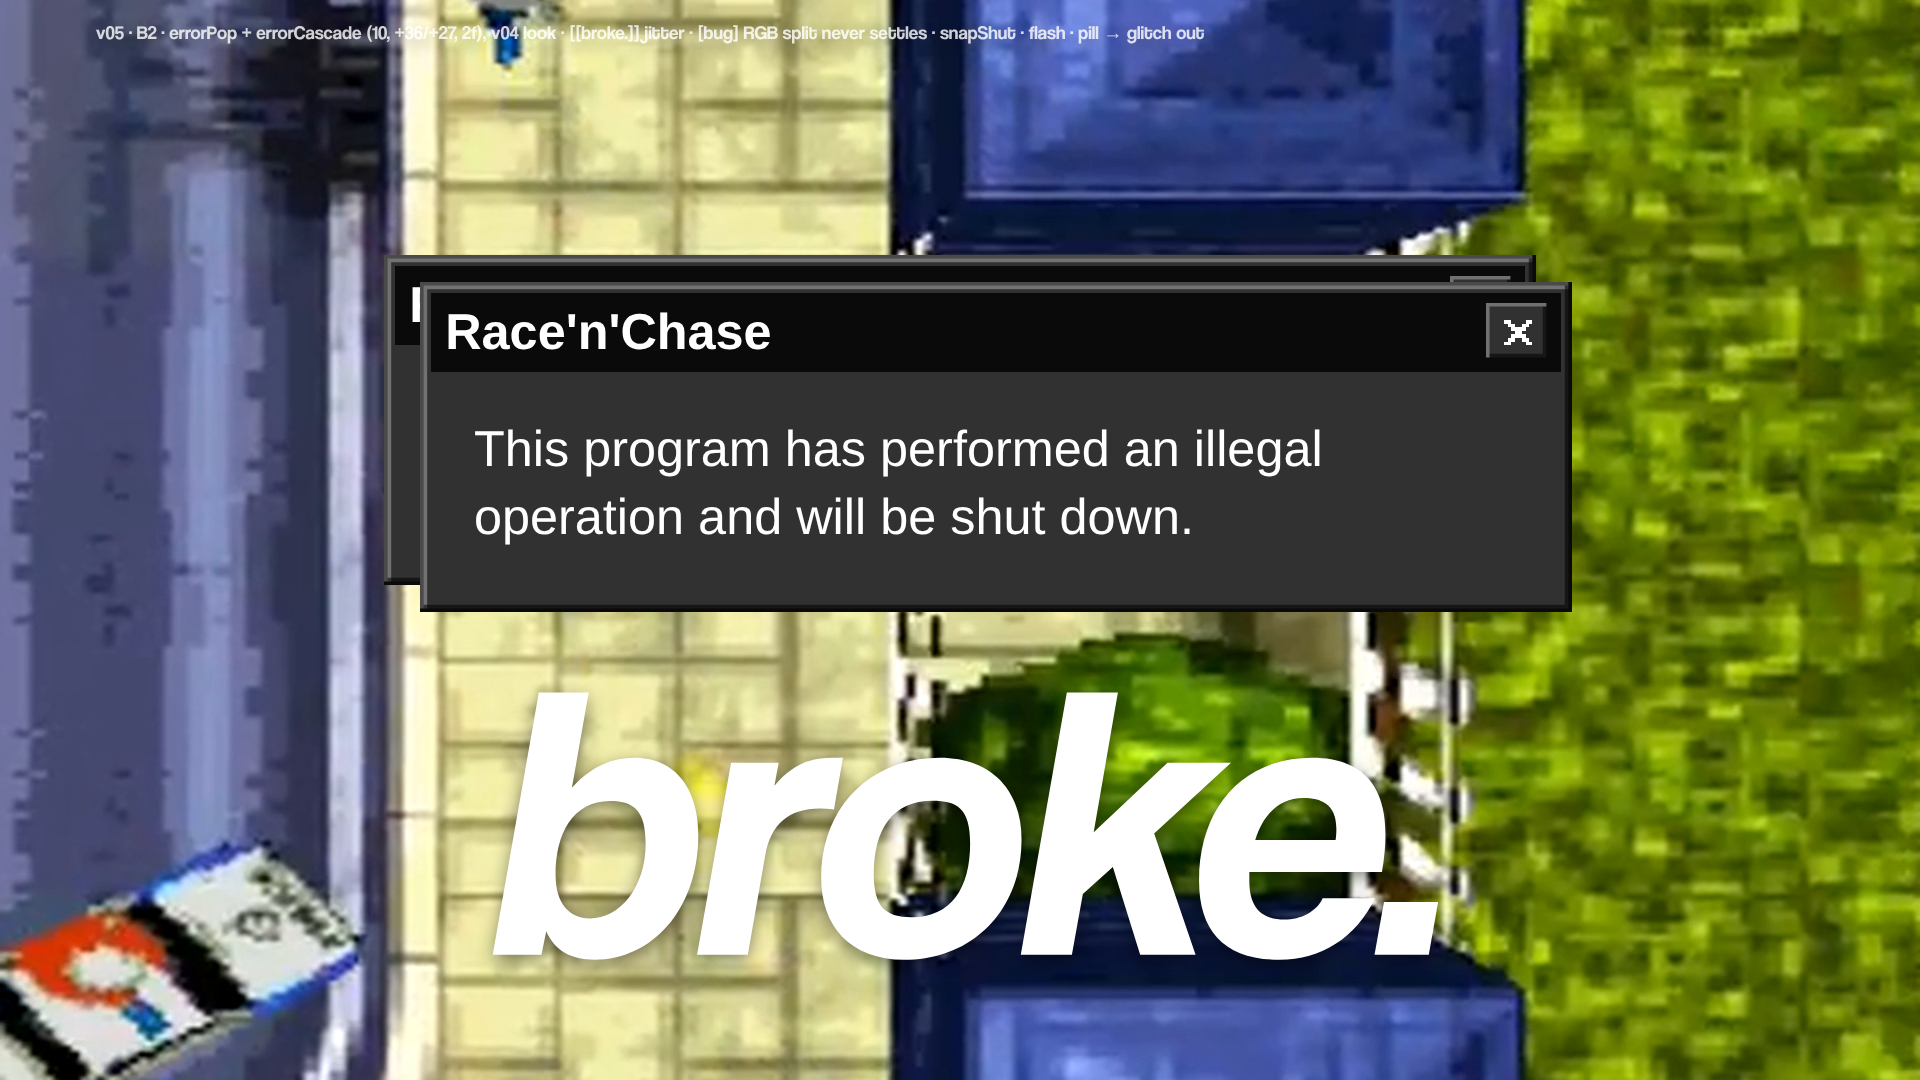 v05 · B2 · errorPop + errorCascade (10, +36/+27, 2f), v04 look · [[broke.]] jitter · [bug] RGB split never settles · snapShut · flash · pill → glitch out
Race'n'Chase
This program has performed an illegal
operation and will be shut down.
broke.